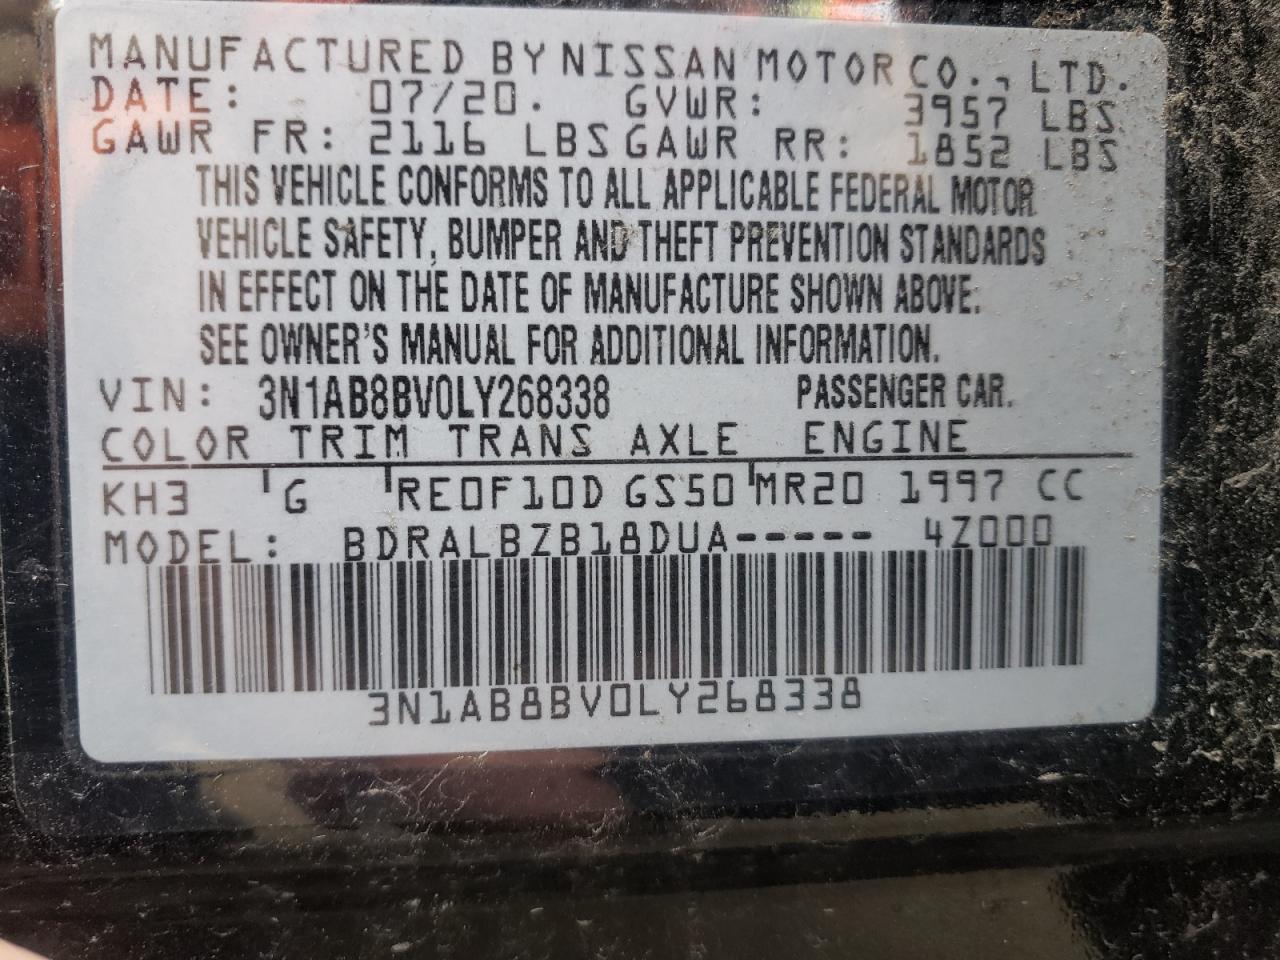 MANUFACTURED BY NISSAN MOTOR CO., LTD.
DATE: 07/20. GVWR: 3957 LBS
GAWR FR: 2116 LBS GAWR RR: 1852 LBS
THIS VEHICLE CONFORMS TO ALL APPLICABLE FEDERAL MOTOR
VEHICLE SAFETY, BUMPER AND THEFT PREVENTION STANDARDS
IN EFFECT ON THE DATE OF MANUFACTURE SHOWN ABOVE.
SEE OWNER'S MANUAL FOR ADDITIONAL INFORMATION.
VIN: 3N1AB8BV0LY268338 PASSENGER CAR.
COLOR TRIM TRANS AXLE ENGINE
KH3 G RE0F10D GS50 MR20 1997 CC
MODEL: BDRALBZB18DUA----- 4Z000
3N1AB8BV0LY268338